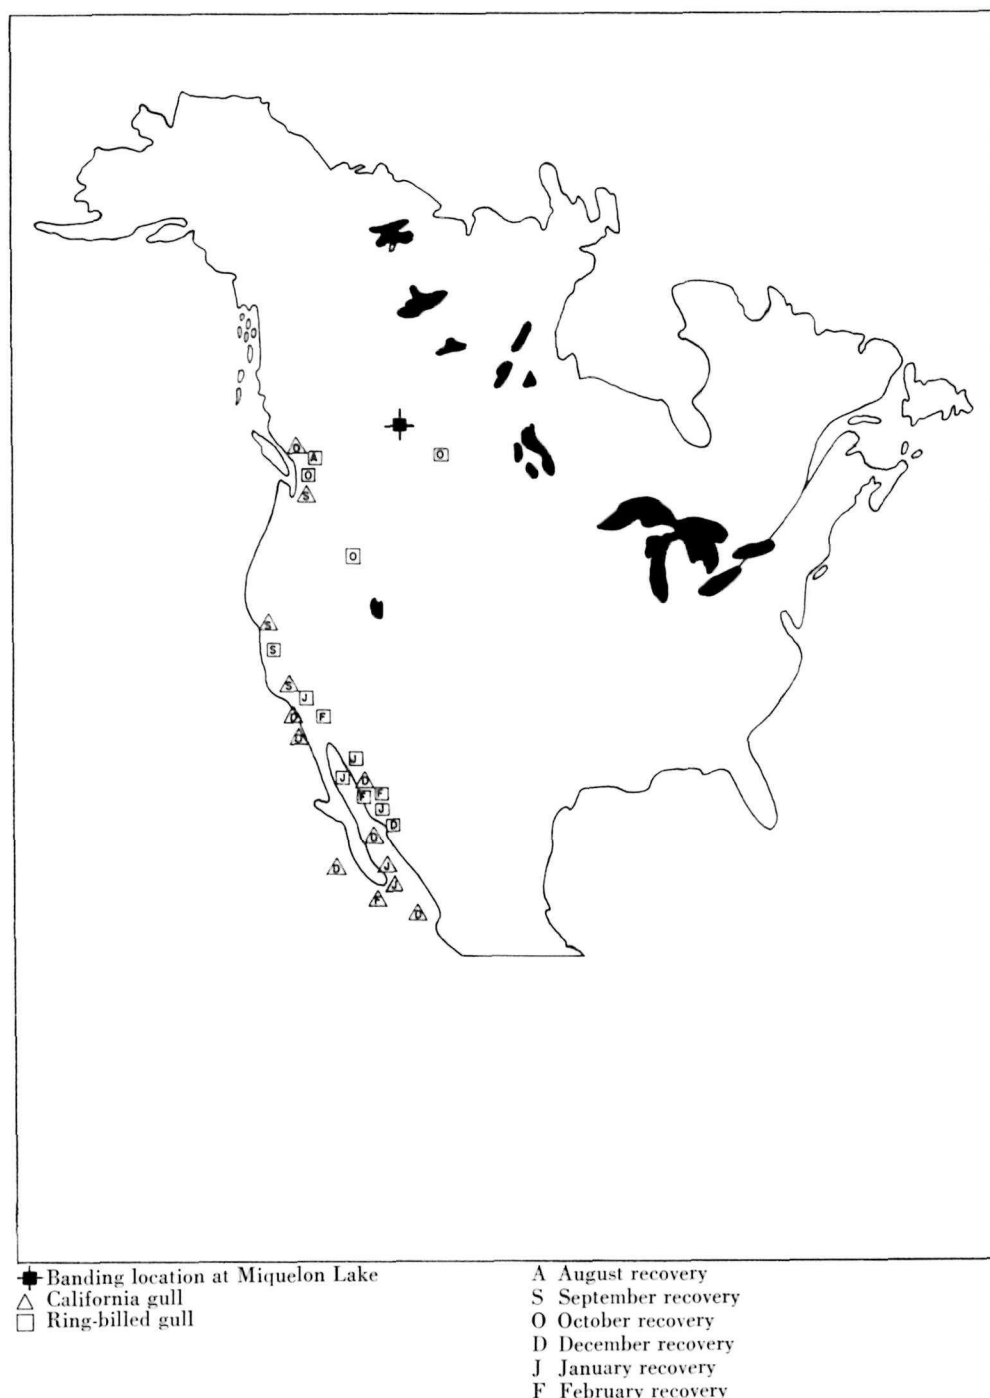 A
O
O
S
O
S
S
S
J
F
J
J
D
F
F
J
D
D
J
D
J
F
D
Banding location at Miquelon Lake
California gull
Ring-billed gull
A August recovery
S September recovery
O October recovery
D December recovery
J January recovery
F February recovery